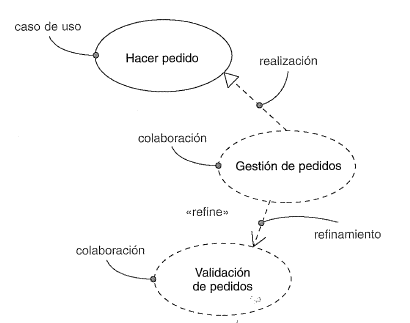 caso de uso
Hacer pedido
realización
colaboración
Gestión de pedidos
«refine»
refinamiento
colaboración
Validación
de pedidos